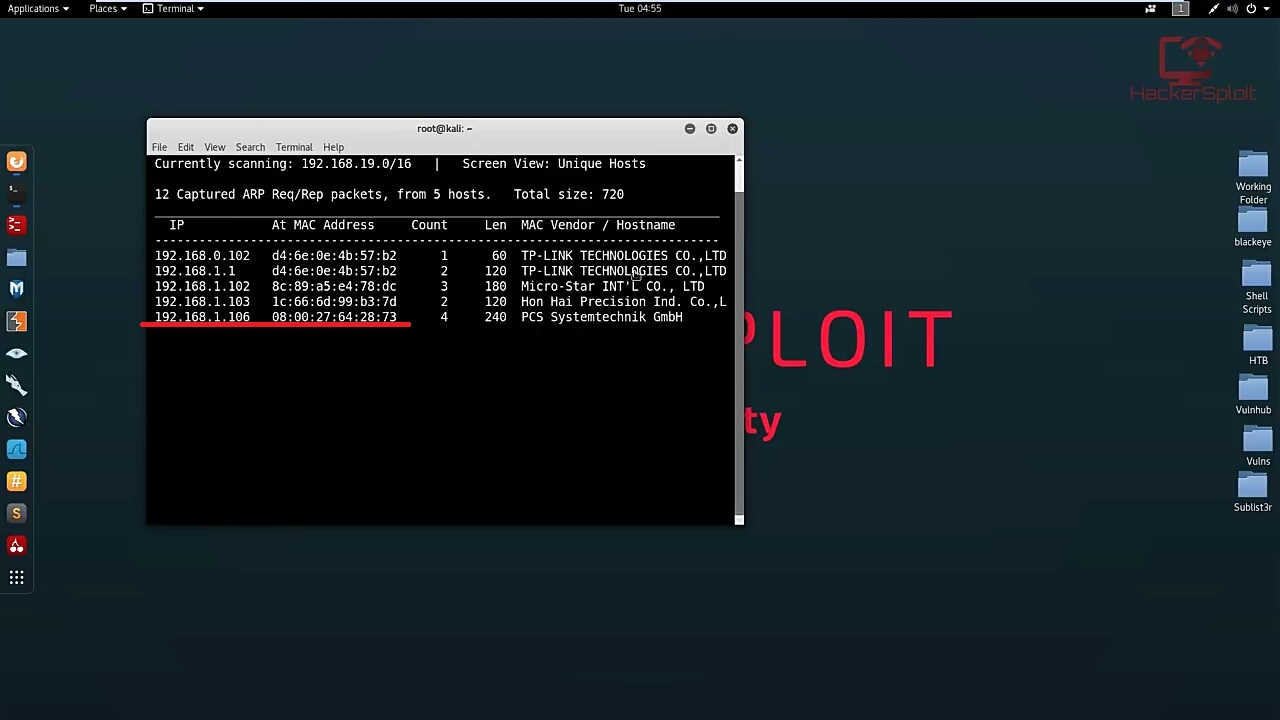 Applications Places Terminal Tue 04:55 1
HackerSploit
root@kali: ~
File Edit View Search Terminal Help
Currently scanning: 192.168.19.0/16 | Screen View: Unique Hosts
12 Captured ARP Req/Rep packets, from 5 hosts. Total size: 720
IP At MAC Address Count Len MAC Vendor / Hostname
-----------------------------------------------------------------------------
192.168.0.102 d4:6e:0e:4b:57:b2 1 60 TP-LINK TECHNOLOGIES CO.,LTD
192.168.1.1 d4:6e:0e:4b:57:b2 2 120 TP-LINK TECHNOLOGIES CO.,LTD
192.168.1.102 8c:89:a5:e4:78:dc 3 180 Micro-Star INT'L CO., LTD
192.168.1.103 1c:66:6d:99:b3:7d 2 120 Hon Hai Precision Ind. Co.,L
192.168.1.106 08:00:27:64:28:73 4 240 PCS Systemtechnik GmbH
PLOIT
ty
Working
Folder
blackeye
Shell
Scripts
HTB
Vulnhub
Vulns
Sublist3r